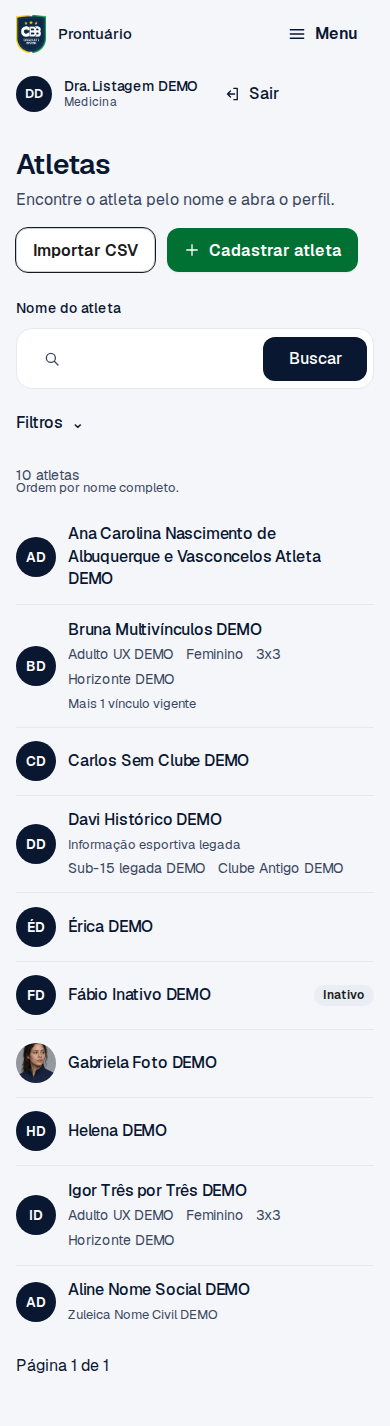 CBB
Prontuário
Menu
DD
Dra. Listagem DEMO
Medicina
Sair
Atletas
Encontre o atleta pelo nome e abra o perfil.
Importar CSV
Cadastrar atleta
Nome do atleta
Buscar
Filtros
10 atletas
Ordem por nome completo.
AD
Ana Carolina Nascimento de
Albuquerque e Vasconcelos Atleta
DEMO
BD
Bruna Multivínculos DEMO
Adulto UX DEMO Feminino 3x3
Horizonte DEMO
Mais 1 vínculo vigente
CD
Carlos Sem Clube DEMO
DD
Davi Histórico DEMO
Informação esportiva legada
Sub-15 legada DEMO Clube Antigo DEMO
ÉD
Érica DEMO
FD
Fábio Inativo DEMO
Inativo
Gabriela Foto DEMO
HD
Helena DEMO
ID
Igor Três por Três DEMO
Adulto UX DEMO Feminino 3x3
Horizonte DEMO
AD
Aline Nome Social DEMO
Zuleica Nome Civil DEMO
Página 1 de 1